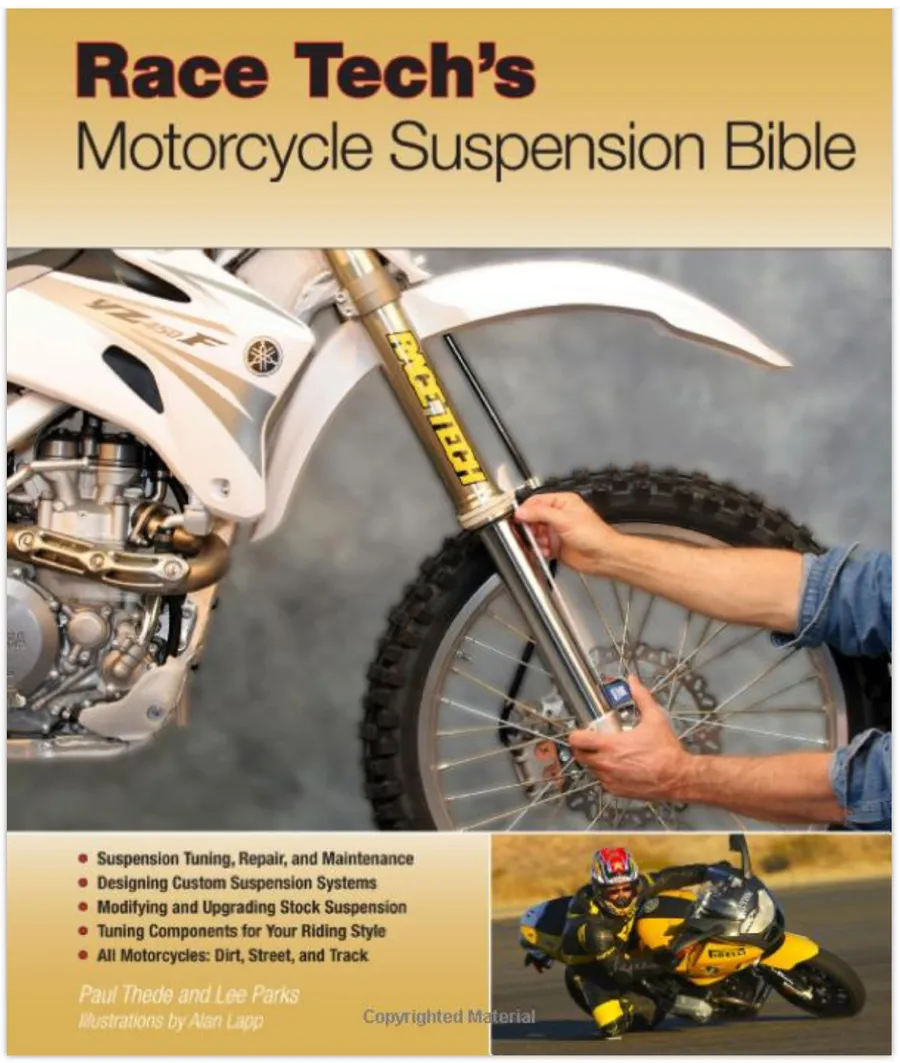 Race Tech's
Motorcycle Suspension Bible
YZ450F
RACE TECH
• Suspension Tuning, Repair, and Maintenance
• Designing Custom Suspension Systems
• Modifying and Upgrading Stock Suspension
• Tuning Components for Your Riding Style
• All Motorcycles: Dirt, Street, and Track
PIRELLI
Paul Thede and Lee Parks
Illustrations by Alan Lapp
Copyrighted Material